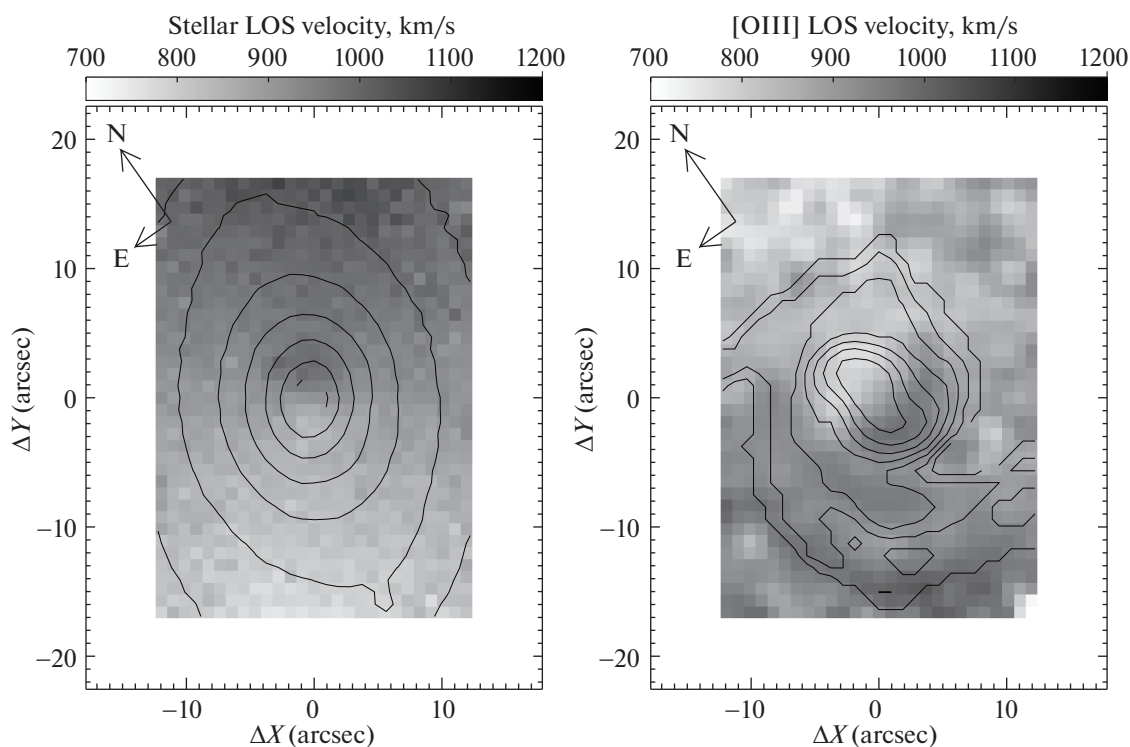 Stellar LOS velocity, km/s
700 800 900 1000 1100 1200
N
E
20
10
0
−10
−20
ΔY (arcsec)
−10 0 10
ΔX (arcsec)
[OIII] LOS velocity, km/s
700 800 900 1000 1100 1200
N
E
20
10
0
−10
−20
ΔY (arcsec)
−10 0 10
ΔX (arcsec)